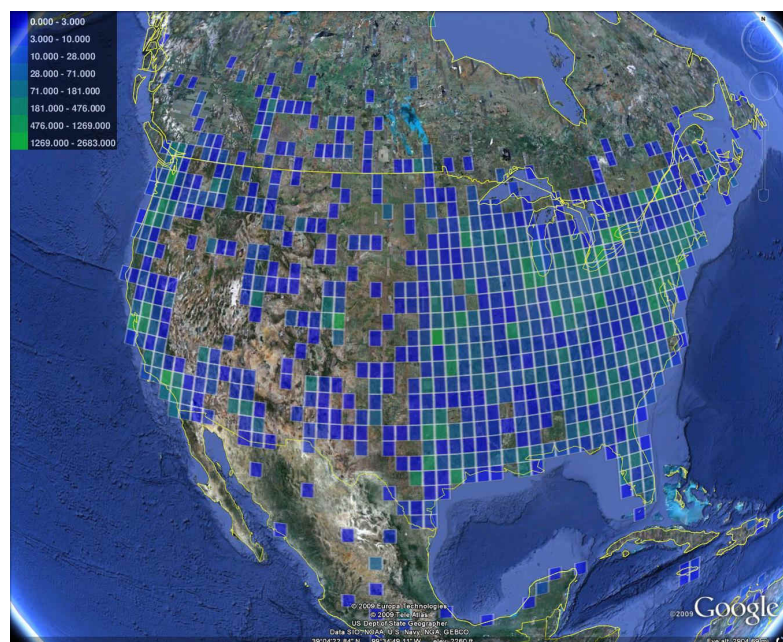 0.000 - 3.000
3.000 - 10.000
10.000 - 28.000
28.000 - 71.000
71.000 - 181.000
181.000 - 476.000
476.000 - 1269.000
1269.000 - 2683.000
N
© 2009 Europa Technologies
© 2009 Tele Atlas
US Dept of State Geographer
Data SIO, NOAA, U.S. Navy, NGA, GEBCO
©2009 Google